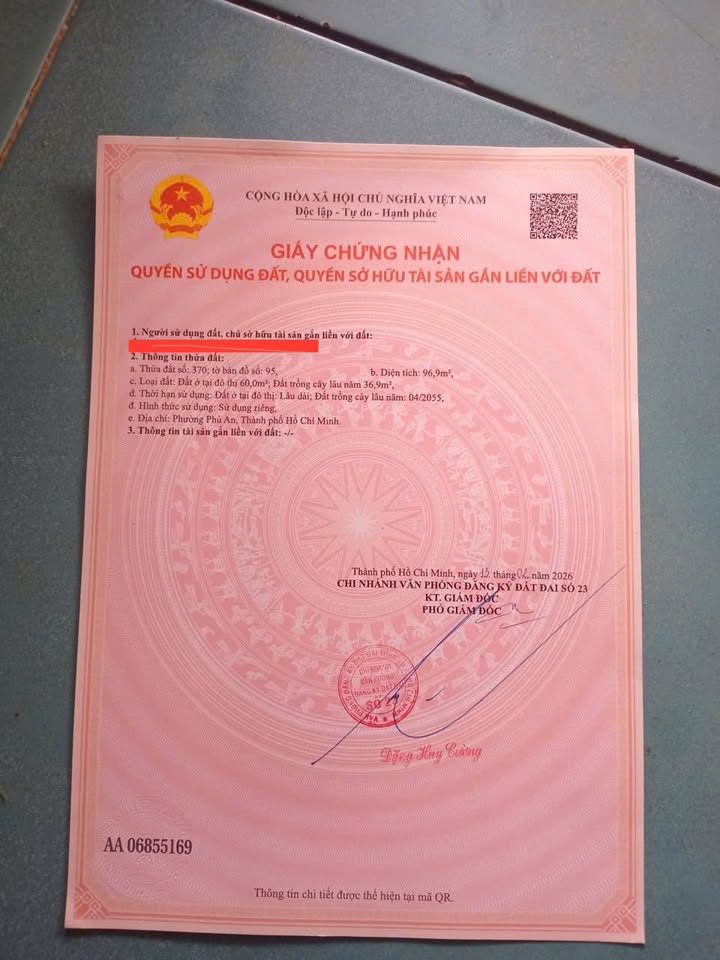 CỘNG HÒA XÃ HỘI CHỦ NGHĨA VIỆT NAM
Độc lập - Tự do - Hạnh phúc
GIẤY CHỨNG NHẬN
QUYỀN SỬ DỤNG ĐẤT, QUYỀN SỞ HỮU TÀI SẢN GẮN LIỀN VỚI ĐẤT
1. Người sử dụng đất, chủ sở hữu tài sản gắn liền với đất:
2. Thông tin thửa đất:
a. Thửa đất số: 370; tờ bản đồ số: 95, b. Diện tích: 96,9m²,
c. Loại đất: Đất ở tại đô thị 60,0m²; Đất trồng cây lâu năm 36,9m²,
d. Thời hạn sử dụng: Đất ở tại đô thị: Lâu dài; Đất trồng cây lâu năm: 04/2055,
đ. Hình thức sử dụng: Sử dụng riêng,
e. Địa chỉ: Phường Phú An, Thành phố Hồ Chí Minh.
3. Thông tin tài sản gắn liền với đất: -/-
Thành phố Hồ Chí Minh, ngày tháng năm 2026
CHI NHÁNH VĂN PHÒNG ĐĂNG KÝ ĐẤT ĐAI SỐ 23
KT. GIÁM ĐỐC
PHÓ GIÁM ĐỐC
CHI NHÁNH
VĂN PHÒNG
ĐĂNG KÝ ĐẤT
SỐ
Đặng Huy Cường
AA 06855169
Thông tin chi tiết được thể hiện tại mã QR.